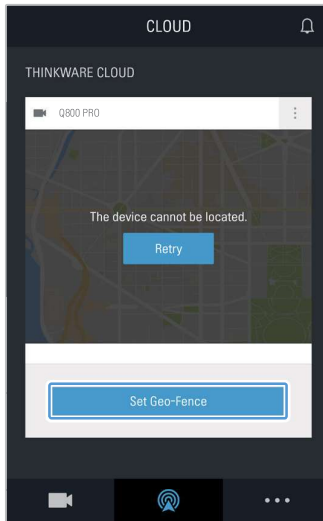 CLOUD
THINKWARE CLOUD
Q800 PRO
The device cannot be located.
Retry
Set Geo-Fence